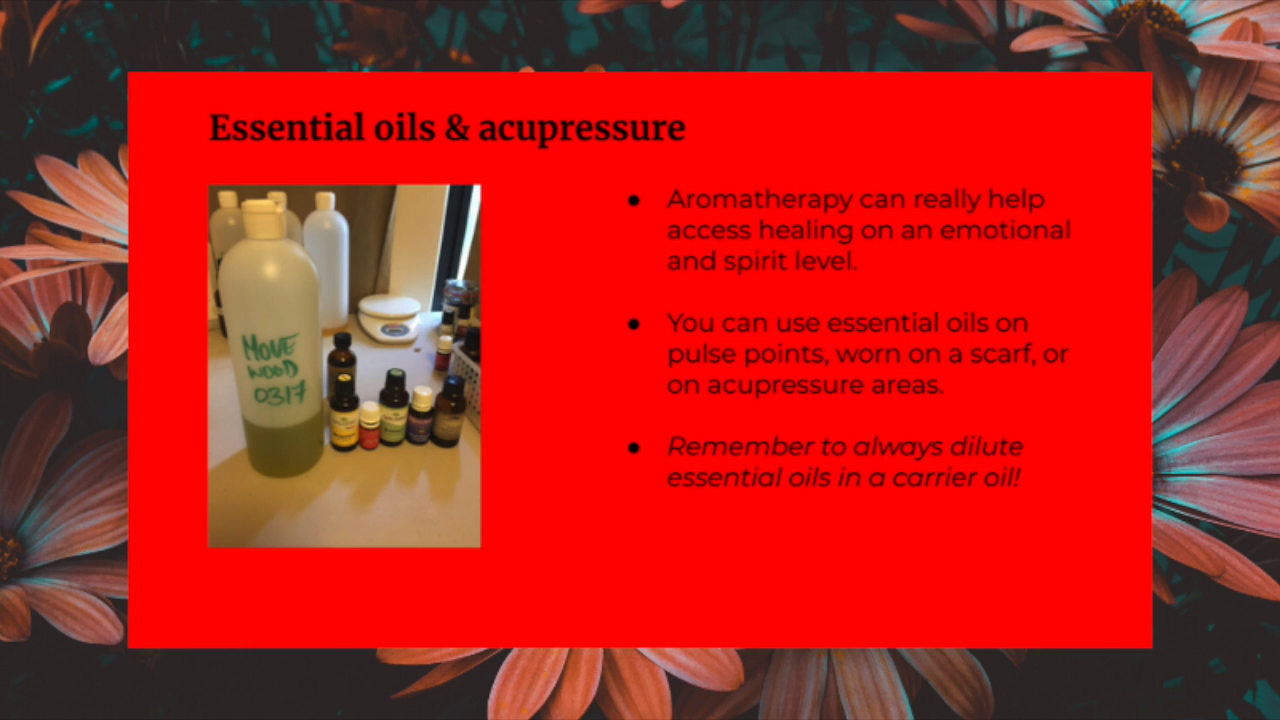 Essential oils & acupressure
MOVE
WOOD
0317
● Aromatherapy can really help
access healing on an emotional
and spirit level.
● You can use essential oils on
pulse points, worn on a scarf, or
on acupressure areas.
● Remember to always dilute
essential oils in a carrier oil!